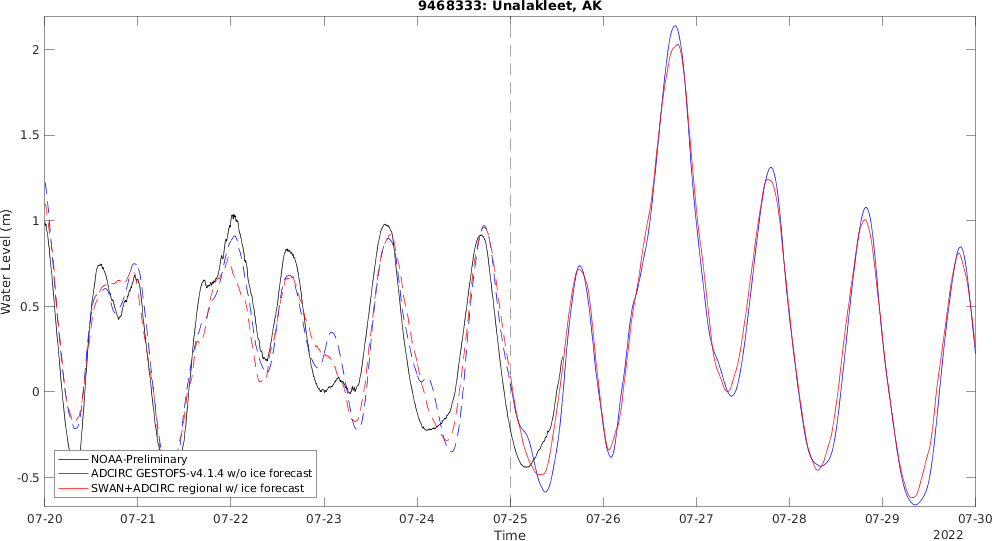 9468333: Unalakleet, AK
Water Level (m)
2
1.5
1
0.5
0
-0.5
NOAA-Preliminary
ADCIRC GESTOFS-v4.1.4 w/o ice forecast
SWAN+ADCIRC regional w/ ice forecast
07-20 07-21 07-22 07-23 07-24 07-25 07-26 07-27 07-28 07-29 07-30
Time
2022